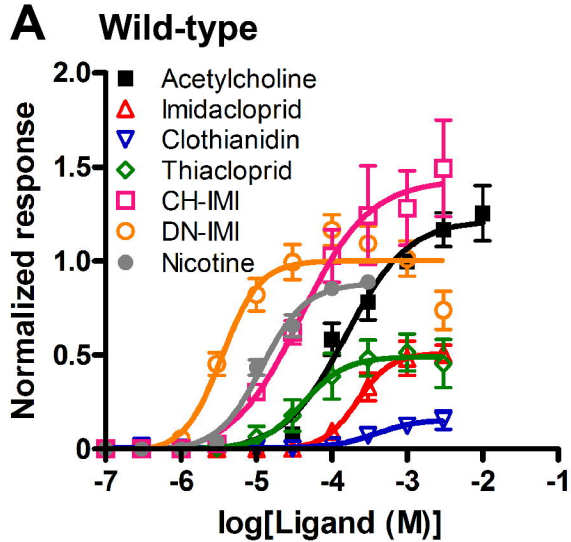 A Wild-type
2.0
1.5
1.0
0.5
0
Normalized response
Acetylcholine
Imidacloprid
Clothianidin
Thiacloprid
CH-IMI
DN-IMI
Nicotine
-7 -6 -5 -4 -3 -2 -1
log[Ligand (M)]